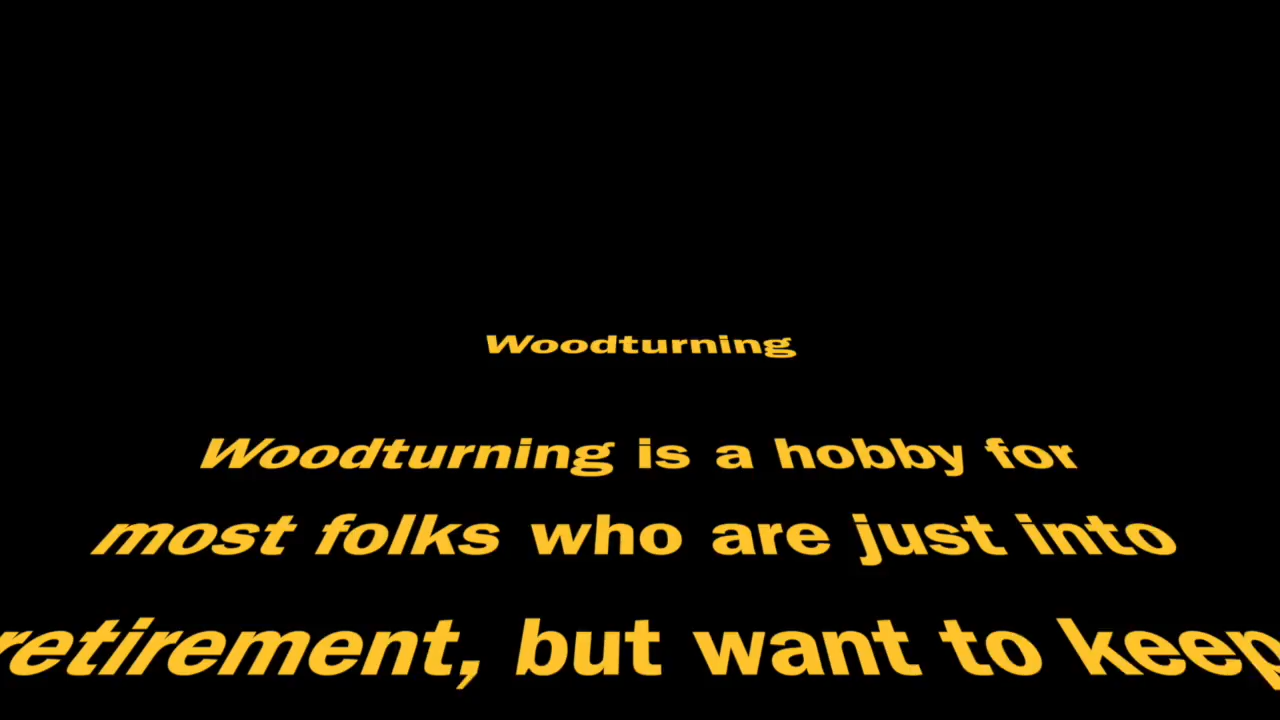 Woodturning
Woodturning is a hobby for
most folks who are just into
retirement, but want to keep